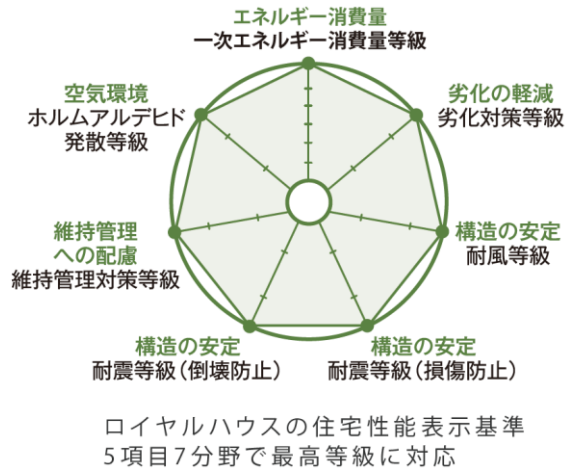 エネルギー消費量
一次エネルギー消費量等級
劣化の軽減
劣化対策等級
構造の安定
耐風等級
構造の安定
耐震等級（損傷防止）
構造の安定
耐震等級（倒壊防止）
維持管理
への配慮
維持管理対策等級
空気環境
ホルムアルデヒド
発散等級
ロイヤルハウスの住宅性能表示基準
5項目7分野で最高等級に対応